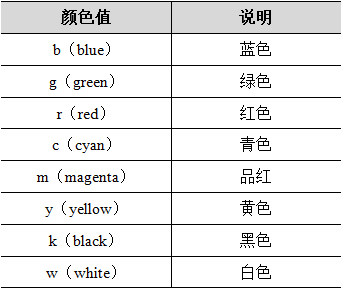 颜色值 说明
b（blue） 蓝色
g（green） 绿色
r（red） 红色
c（cyan） 青色
m（magenta） 品红
y（yellow） 黄色
k（black） 黑色
w（white） 白色